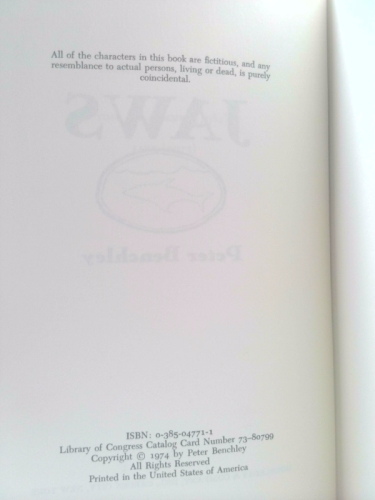 All of the characters in this book are fictitious, and any
resemblance to actual persons, living or dead, is purely
coincidental.
JAWS
Peter Benchley
ISBN: 0-385-04771-1
Library of Congress Catalog Card Number 73-80799
Copyright © 1974 by Peter Benchley
All Rights Reserved
Printed in the United States of America